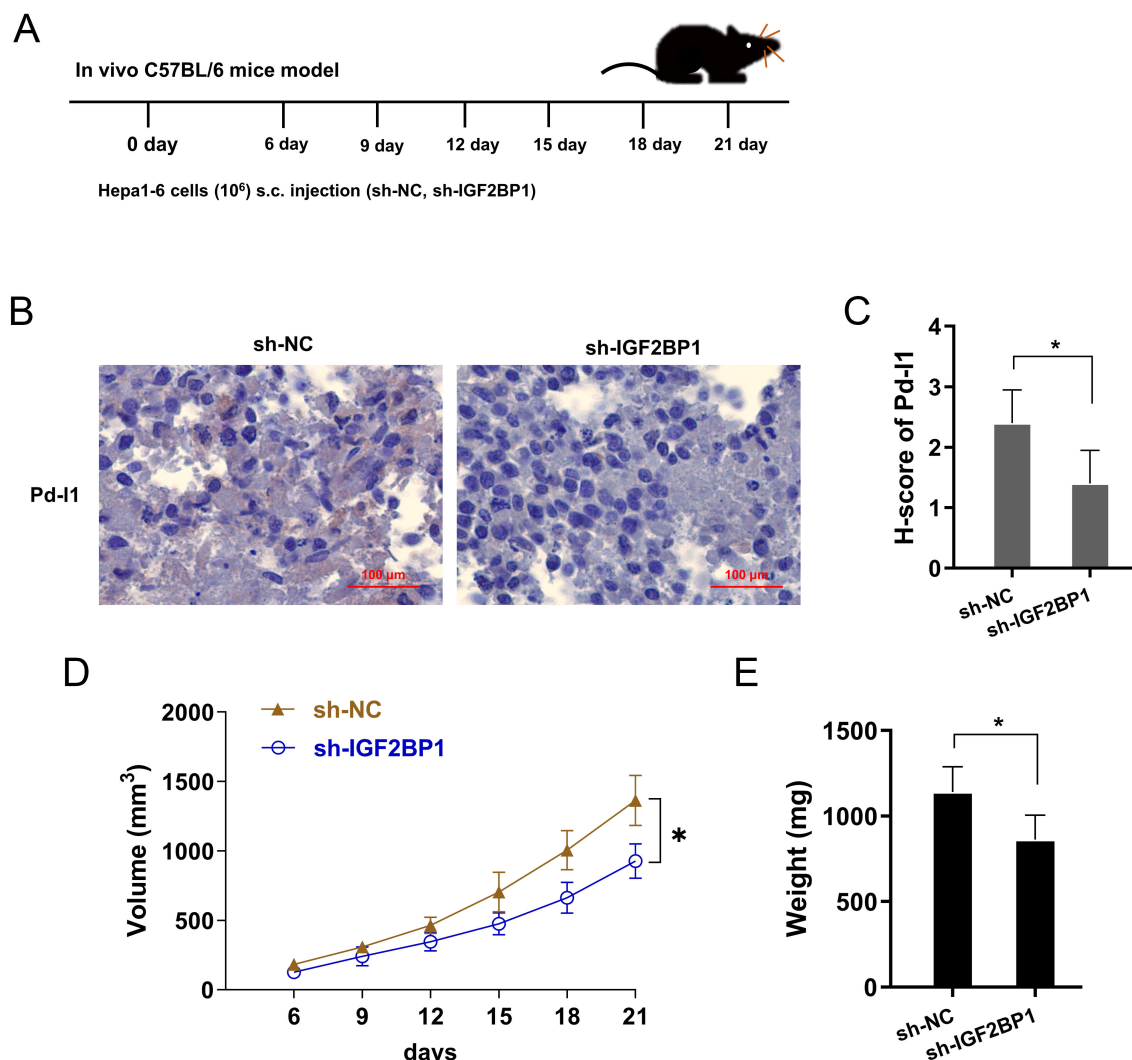 A
In vivo C57BL/6 mice model
0 day 6 day 9 day 12 day 15 day 18 day 21 day
Hepa1-6 cells (10⁶) s.c. injection (sh-NC, sh-IGF2BP1)
B
sh-NC sh-IGF2BP1
Pd-l1
100 μm 100 μm
C
H-score of Pd-l1
4
3
2
1
0
*
sh-NC sh-IGF2BP1
D
sh-NC
sh-IGF2BP1
Volume (mm³)
2000
1500
1000
500
0
*
6 9 12 15 18 21
days
E
Weight (mg)
1500
1000
500
0
*
sh-NC sh-IGF2BP1